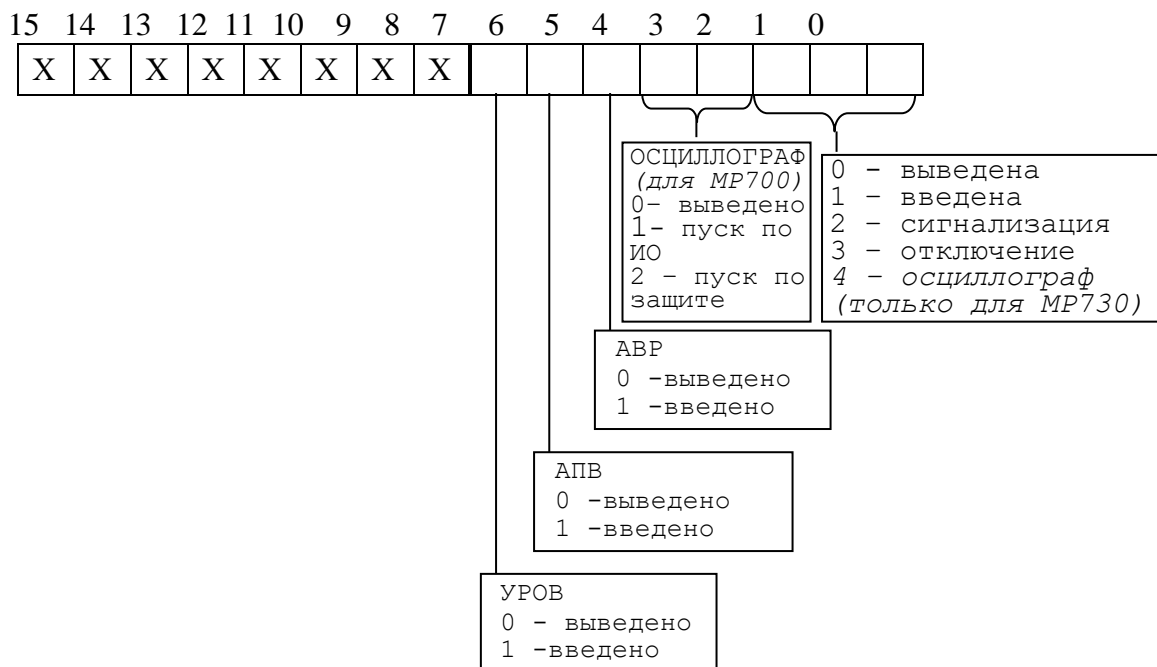 15 14 13 12 11 10 9 8 7 6 5 4 3 2 1 0
X X X X X X X X
ОСЦИЛЛОГРАФ
(для МР700)
0- выведено
1- пуск по
ИО
2 - пуск по
защите
0 - выведена
1 - введена
2 - сигнализация
3 - отключение
4 - осциллограф
(только для МР730)
АВР
0 -выведено
1 -введено
АПВ
0 -выведено
1 -введено
УРОВ
0 - выведено
1 -введено